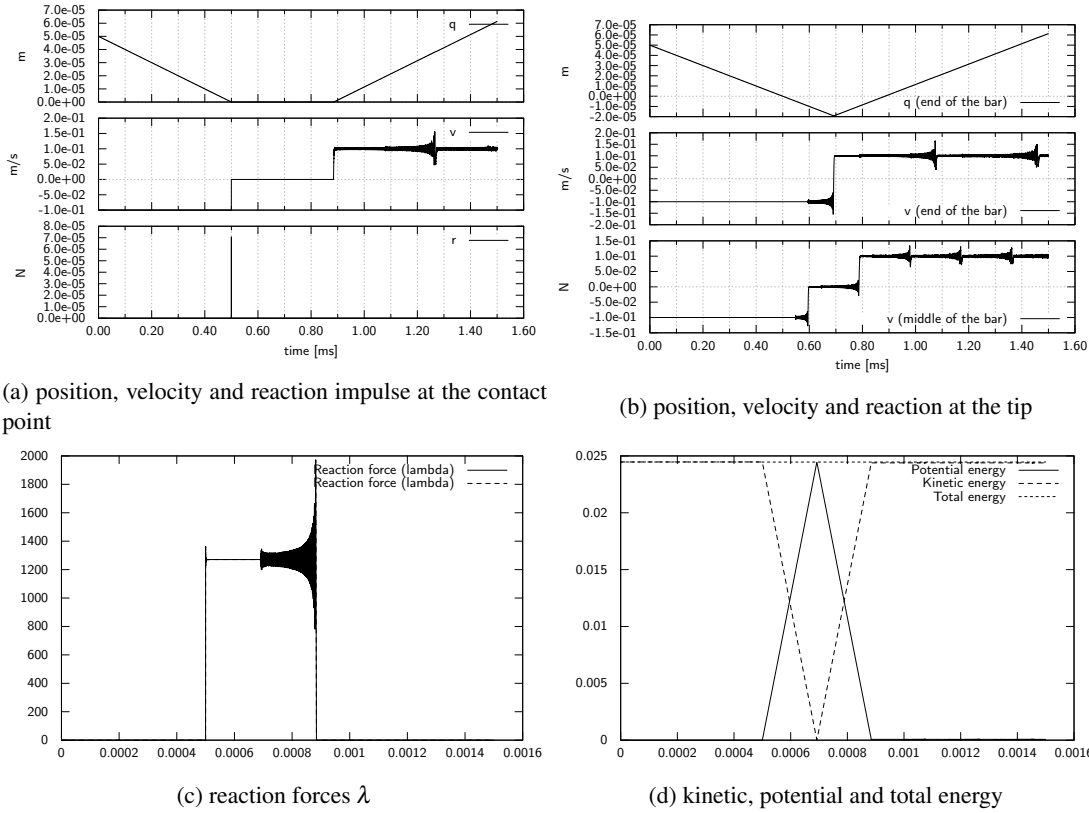 7.0e-05
6.0e-05
5.0e-05
4.0e-05
3.0e-05
2.0e-05
1.0e-05
0.0e+00
m
q
2.0e-01
1.5e-01
1.0e-01
5.0e-02
0.0e+00
-5.0e-02
-1.0e-01
m/s
v
8.0e-05
7.0e-05
6.0e-05
5.0e-05
4.0e-05
3.0e-05
2.0e-05
1.0e-05
0.0e+00
N
r
0.00 0.20 0.40 0.60 0.80 1.00 1.20 1.40 1.60
time [ms]
(a) position, velocity and reaction impulse at the contact
point
7.0e-05
6.0e-05
5.0e-05
4.0e-05
3.0e-05
2.0e-05
1.0e-05
0.0e+00
-1.0e-05
-2.0e-05
m
q (end of the bar)
2.0e-01
1.5e-01
1.0e-01
5.0e-02
0.0e+00
-5.0e-02
-1.0e-01
-1.5e-01
-2.0e-01
m/s
v (end of the bar)
1.5e-01
1.0e-01
5.0e-02
0.0e+00
-5.0e-02
-1.0e-01
-1.5e-01
N
v (middle of the bar)
0.00 0.20 0.40 0.60 0.80 1.00 1.20 1.40 1.60
time [ms]
(b) position, velocity and reaction at the tip
2000
1800
1600
1400
1200
1000
800
600
400
200
0
Reaction force (lambda)
Reaction force (lambda)
0 0.0002 0.0004 0.0006 0.0008 0.001 0.0012 0.0014 0.0016
(c) reaction forces λ
0.025
0.02
0.015
0.01
0.005
0
Potential energy
Kinetic energy
Total energy
0 0.0002 0.0004 0.0006 0.0008 0.001 0.0012 0.0014 0.0016
(d) kinetic, potential and total energy